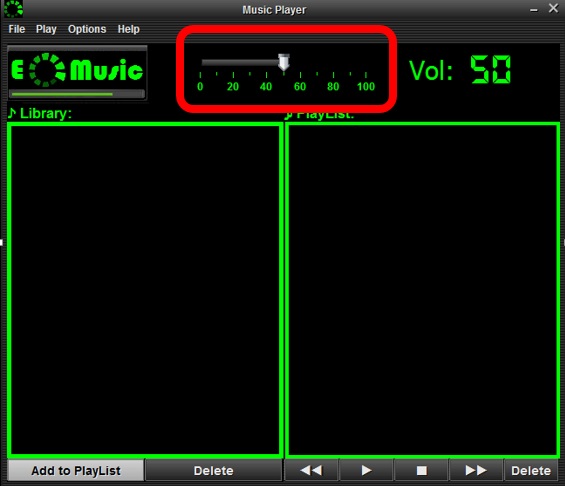 Music Player
File Play Options Help
EQ Music
0 20 40 60 80 100
Vol: 50
Library:
PlayList:
Add to PlayList Delete Delete